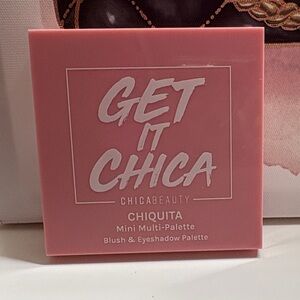 GET
IT
CHICA
CHICABEAUTY
CHIQUITA
Mini Multi-Palette
Blush & Eyeshadow Palette